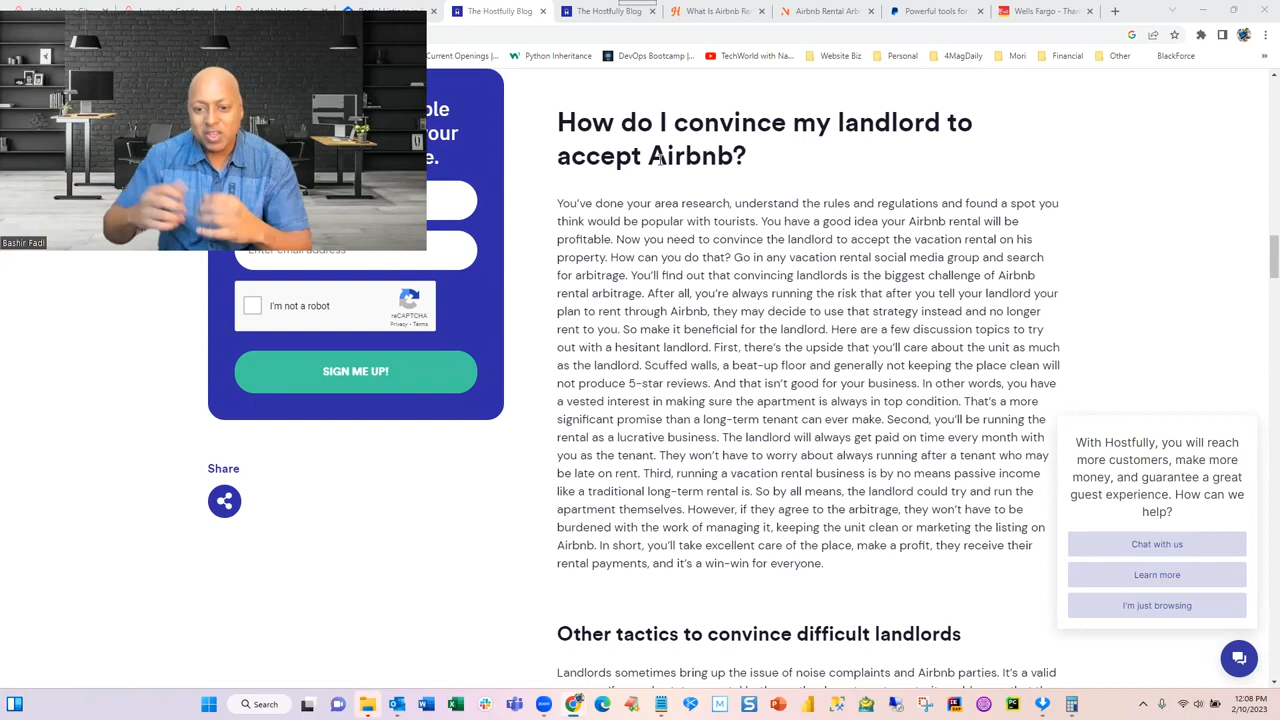 The Hostfully Blog
The Hostfully Blog
What Is Airbnb Re
Airbnb Rental Arb
Powerful tools for
Wells Fargo - Tha
Current Openings |...
Python Inheritance
DevOps Bootcamp |...
TechWorld with Na...
Website Biz
Personal
4MagDaily
Mom
Financial
Other
BlackForce
Bashir Fadl
I'm not a robot
reCAPTCHA
Privacy - Terms
SIGN ME UP!
Share
How do I convince my landlord to
accept Airbnb?
You've done your area research, understand the rules and regulations and found a spot you
think would be popular with tourists. You have a good idea your Airbnb rental will be
profitable. Now you need to convince the landlord to accept the vacation rental on his
property. How can you do that? Go in any vacation rental social media group and search
for arbitrage. You'll find out that convincing landlords is the biggest challenge of Airbnb
rental arbitrage. After all, you're always running the risk that after you tell your landlord your
plan to rent through Airbnb, they may decide to use that strategy instead and no longer
rent to you. So make it beneficial for the landlord. Here are a few discussion topics to try
out with a hesitant landlord. First, there's the upside that you'll care about the unit as much
as the landlord. Scuffed walls, a beat-up floor and generally not keeping the place clean will
not produce 5-star reviews. And that isn't good for your business. In other words, you have
a vested interest in making sure the apartment is always in top condition. That's a more
significant promise than a long-term tenant can ever make. Second, you'll be running the
rental as a lucrative business. The landlord will always get paid on time every month with
you as the tenant. They won't have to worry about always running after a tenant who may
be late on rent. Third, running a vacation rental business is by no means passive income
like a traditional long-term rental is. So by all means, the landlord could try and run the
apartment themselves. However, if they agree to the arbitrage, they won't have to be
burdened with the work of managing it, keeping the unit clean or marketing the listing on
Airbnb. In short, you'll take excellent care of the place, make a profit, they receive their
rental payments, and it's a win-win for everyone.
Other tactics to convince difficult landlords
Landlords sometimes bring up the issue of noise complaints and Airbnb parties. It's a valid
With Hostfully, you will reach
more customers, make more
money, and guarantee a great
guest experience. How can we
help?
Chat with us
Learn more
I'm just browsing
Search
12:08 PM
2/10/2023